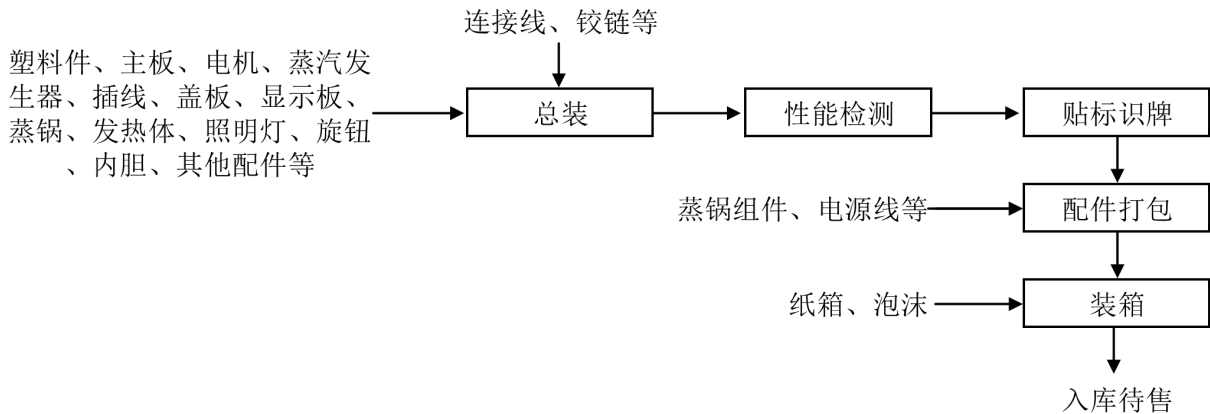 连接线、铰链等
塑料件、主板、电机、蒸汽发
生器、插线、盖板、显示板、
蒸锅、发热体、照明灯、旋钮
、内胆、其他配件等
总装
性能检测
贴标识牌
蒸锅组件、电源线等
配件打包
纸箱、泡沫
装箱
入库待售